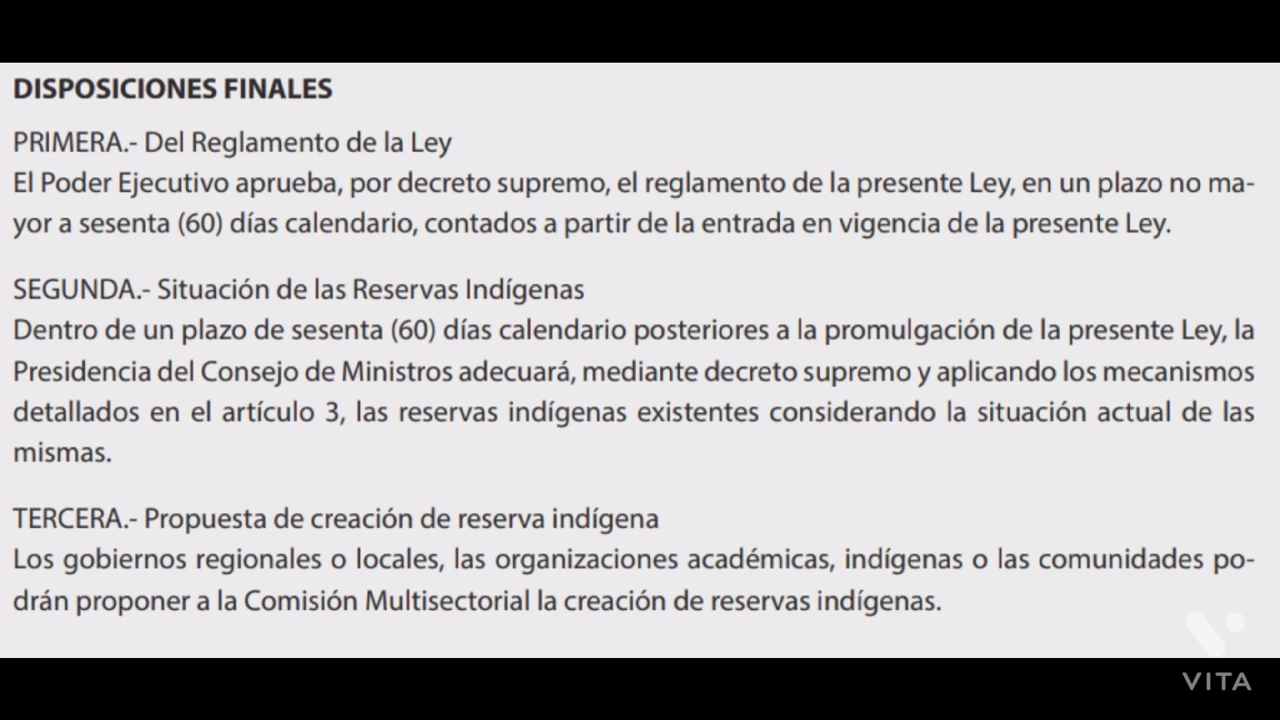 DISPOSICIONES FINALES
PRIMERA.- Del Reglamento de la Ley
El Poder Ejecutivo aprueba, por decreto supremo, el reglamento de la presente Ley, en un plazo no ma-
yor a sesenta (60) días calendario, contados a partir de la entrada en vigencia de la presente Ley.
SEGUNDA.- Situación de las Reservas Indígenas
Dentro de un plazo de sesenta (60) días calendario posteriores a la promulgación de la presente Ley, la
Presidencia del Consejo de Ministros adecuará, mediante decreto supremo y aplicando los mecanismos
detallados en el artículo 3, las reservas indígenas existentes considerando la situación actual de las
mismas.
TERCERA.- Propuesta de creación de reserva indígena
Los gobiernos regionales o locales, las organizaciones académicas, indígenas o las comunidades po-
drán proponer a la Comisión Multisectorial la creación de reservas indígenas.
VITA